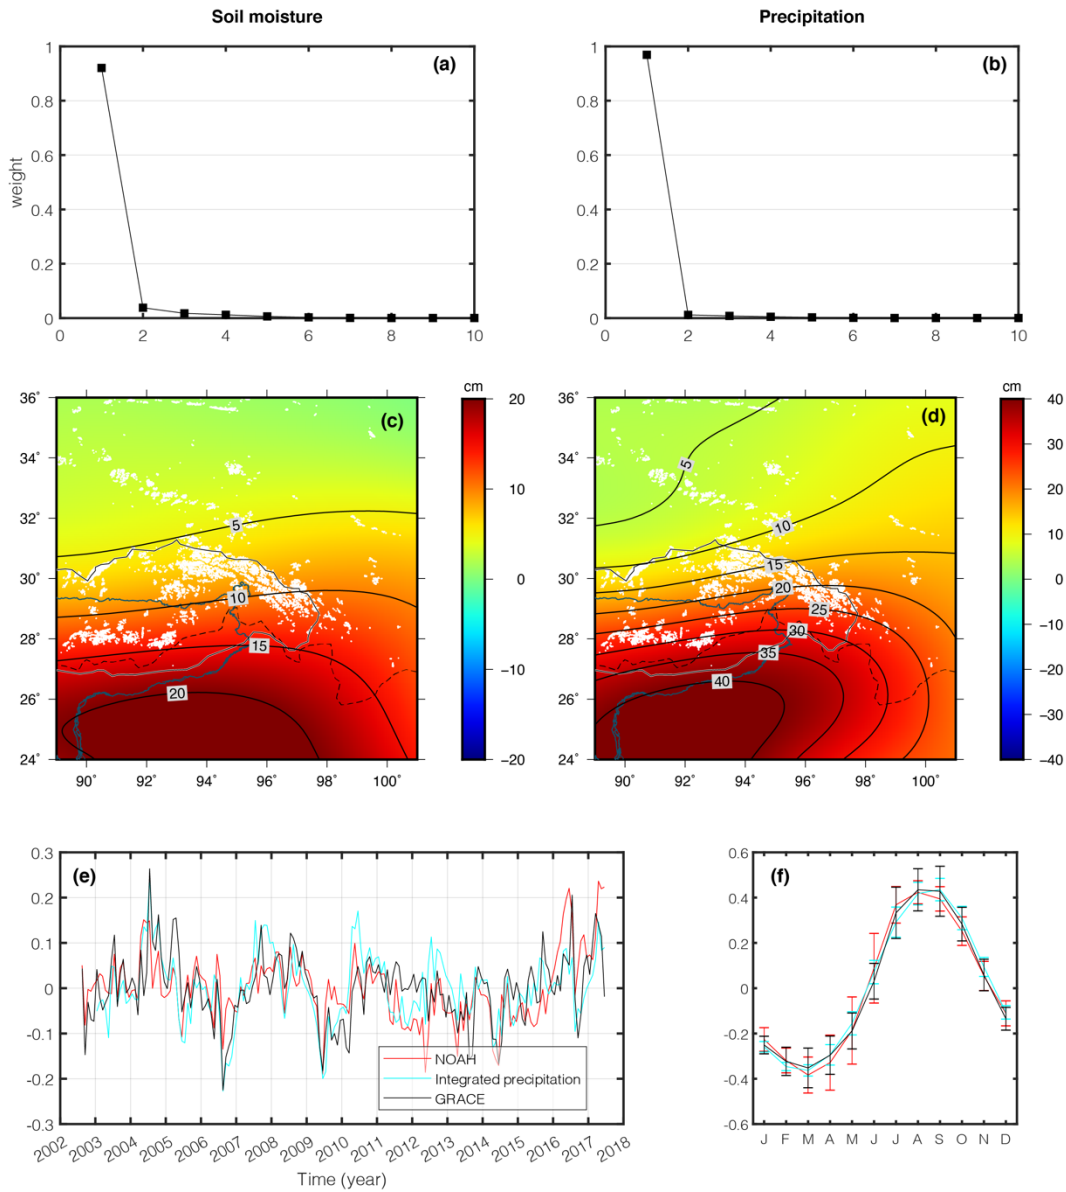 Soil moisture
Precipitation
(a)
(b)
weight
1
0.8
0.6
0.4
0.2
0
0 2 4 6 8 10
1
0.8
0.6
0.4
0.2
0
0 2 4 6 8 10
(c)
36° 34° 32° 30° 28° 26° 24°
90° 92° 94° 96° 98° 100°
5
10
15
20
cm
20
10
0
−10
−20
(d)
36° 34° 32° 30° 28° 26° 24°
90° 92° 94° 96° 98° 100°
5
10
15
20
25
30
35
40
cm
40
30
20
10
0
−10
−20
−30
−40
(e)
0.3
0.2
0.1
0
-0.1
-0.2
-0.3
NOAH
Integrated precipitation
GRACE
2002 2003 2004 2005 2006 2007 2008 2009 2010 2011 2012 2013 2014 2015 2016 2017 2018
Time (year)
(f)
0.6
0.4
0.2
0
-0.2
-0.4
-0.6
J F M A M J J A S O N D